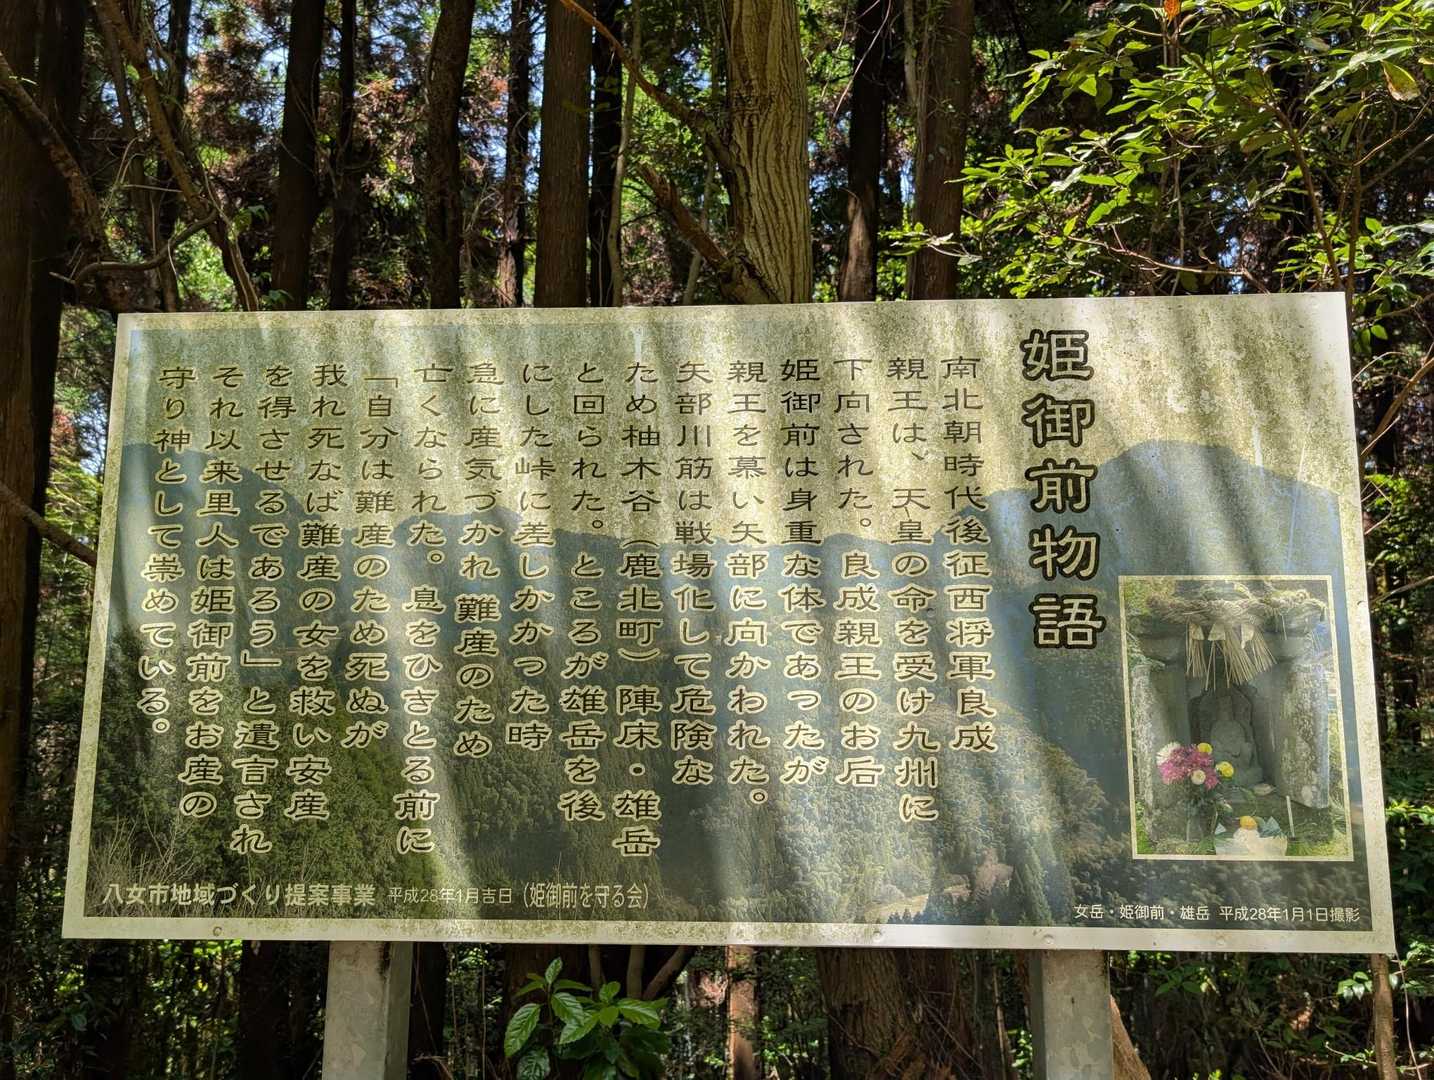 姫御前物語
南北朝時代後征西将軍良成
親王は、天皇の命を受け九州に
下向された。良成親王のお后
姫御前は身重な体であったが
親王を慕い矢部に向かわれた。
矢部川筋は戦場化して危険な
ため柚木谷（鹿北町）陣床・雄岳
と回られた。ところが雄岳を後
にした峠に差しかかった時
急に産気づかれ難産のため
亡くなられた。息をひきとる前に
「自分は難産のため死ぬが
我れ死なば難産の女を救い安産
を得させるであろう」と遺言され
それ以来里人は姫御前をお産の
守り神として崇めている。
八女市地域づくり提案事業 平成28年1月吉日（姫御前を守る会）
女岳・姫御前・雄岳 平成28年1月1日撮影